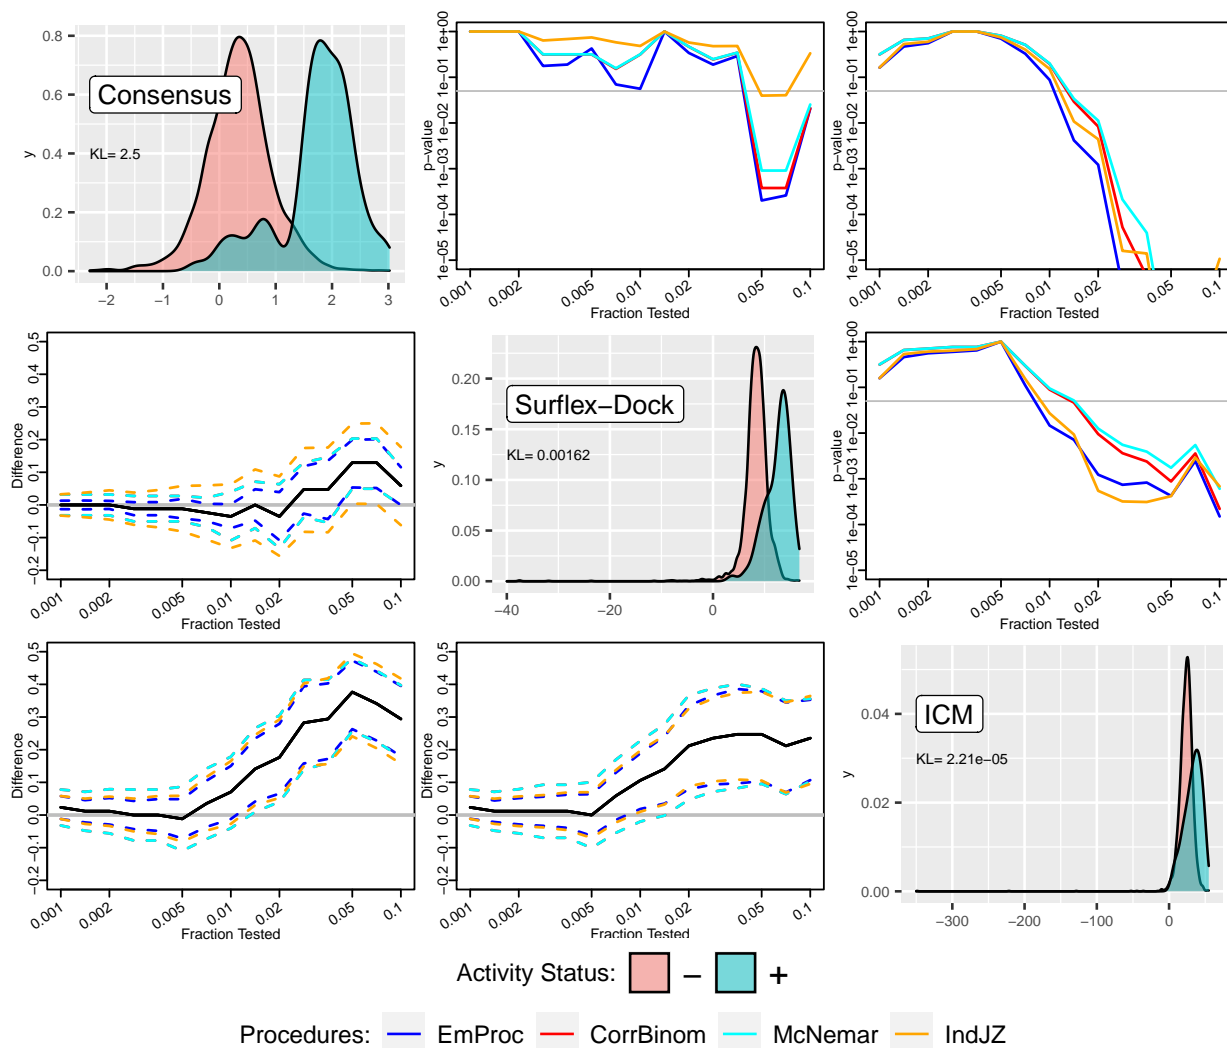 0.8
0.6
0.4
0.2
0.0
y
Consensus
KL= 2.5
−2 −1 0 1 2 3
p−value
1e−05 1e−04 1e−03 1e−02 1e−01 1e+00
0.001 0.002 0.005 0.01 0.02 0.05 0.1
Fraction Tested
p−value
1e−05 1e−04 1e−03 1e−02 1e−01 1e+00
0.001 0.002 0.005 0.01 0.02 0.05 0.1
Fraction Tested
Difference
−0.2 −0.1 0.0 0.1 0.2 0.3 0.4 0.5
0.001 0.002 0.005 0.01 0.02 0.05 0.1
Fraction Tested
0.20
0.15
0.10
0.05
0.00
y
Surflex−Dock
KL= 0.00162
−40 −20 0
p−value
1e−05 1e−04 1e−03 1e−02 1e−01 1e+00
0.001 0.002 0.005 0.01 0.02 0.05 0.1
Fraction Tested
Difference
−0.2 −0.1 0.0 0.1 0.2 0.3 0.4 0.5
0.001 0.002 0.005 0.01 0.02 0.05 0.1
Fraction Tested
Difference
−0.2 −0.1 0.0 0.1 0.2 0.3 0.4 0.5
0.001 0.002 0.005 0.01 0.02 0.05 0.1
Fraction Tested
0.04
0.02
0.00
y
ICM
KL= 2.21e−05
−300 −200 −100 0
Activity Status: − +
Procedures: EmProc CorrBinom McNemar IndJZ